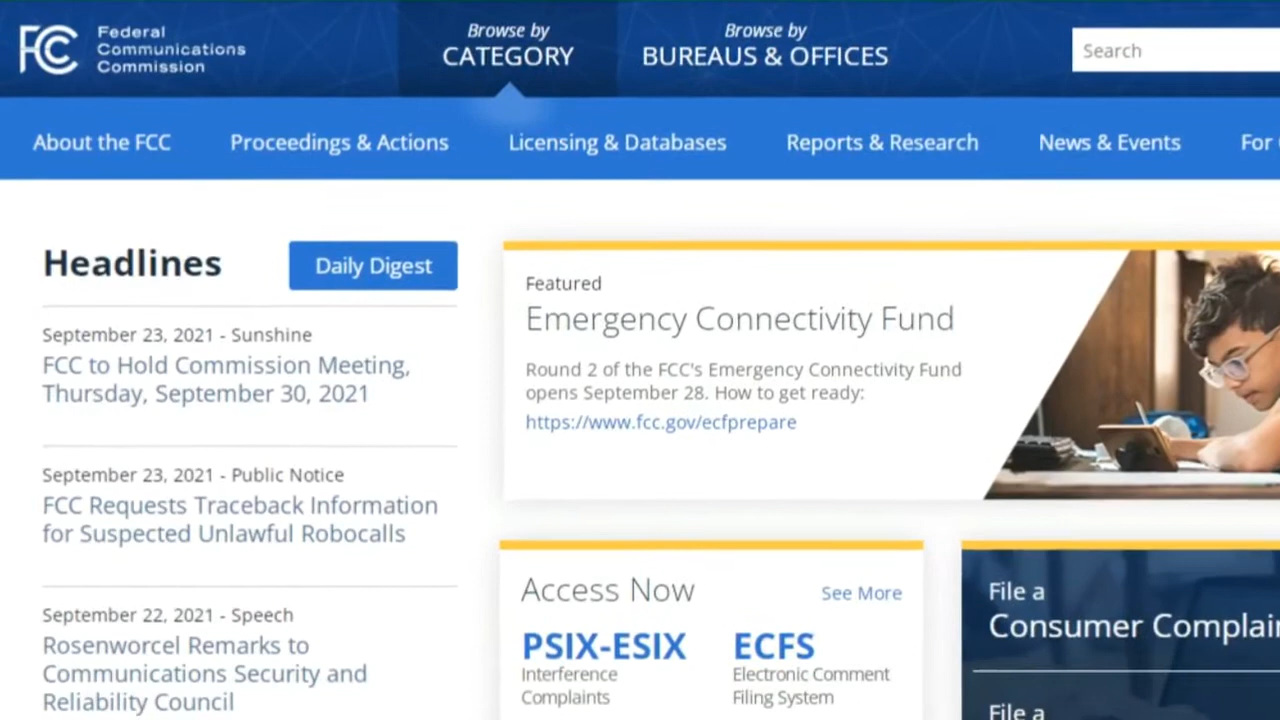 Federal
Communications
Commission
Browse by
CATEGORY
Browse by
BUREAUS & OFFICES
Search
About the FCC
Proceedings & Actions
Licensing & Databases
Reports & Research
News & Events
For
Headlines
Daily Digest
September 23, 2021 - Sunshine
FCC to Hold Commission Meeting,
Thursday, September 30, 2021
September 23, 2021 - Public Notice
FCC Requests Traceback Information
for Suspected Unlawful Robocalls
September 22, 2021 - Speech
Rosenworcel Remarks to
Communications Security and
Reliability Council
Featured
Emergency Connectivity Fund
Round 2 of the FCC's Emergency Connectivity Fund
opens September 28. How to get ready:
https://www.fcc.gov/ecfprepare
Access Now
See More
PSIX-ESIX
Interference
Complaints
ECFS
Electronic Comment
Filing System
File a
Consumer Complai
File a